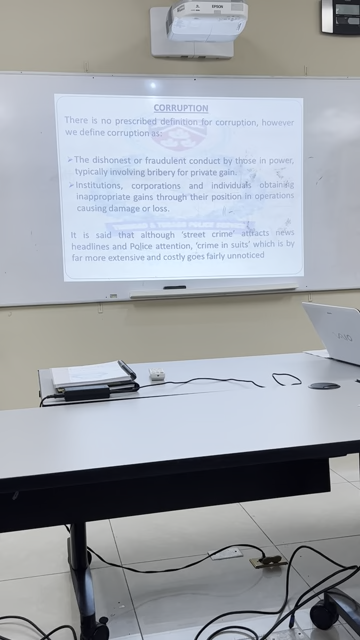 EPSON
CORRUPTION
There is no prescribed definition for corruption, however
we define corruption as:
➢The dishonest or fraudulent conduct by those in power,
typically involving bribery for private gain.
➢Institutions, corporations and individuals obtaining
inappropriate gains through their position in operations
causing damage or loss.
It is said that although 'street crime' attracts news
headlines and Police attention, 'crime in suits' which is by
far more extensive and costly goes fairly unnoticed
VAIO